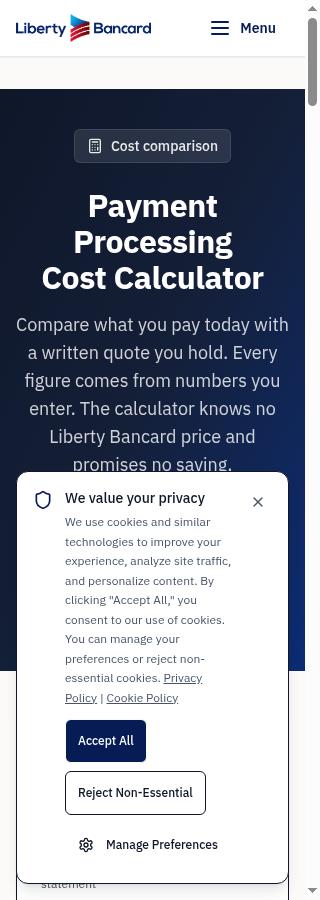 Liberty Bancard
Menu
Cost comparison
Payment
Processing
Cost Calculator
Compare what you pay today with
a written quote you hold. Every
figure comes from numbers you
enter. The calculator knows no
Liberty Bancard price and
promises no saving.
We value your privacy
We use cookies and similar
technologies to improve your
experience, analyze site traffic,
and personalize content. By
clicking "Accept All," you
consent to our use of cookies.
You can manage your
preferences or reject non-
essential cookies. Privacy
Policy | Cookie Policy
Accept All
Reject Non-Essential
Manage Preferences
statement